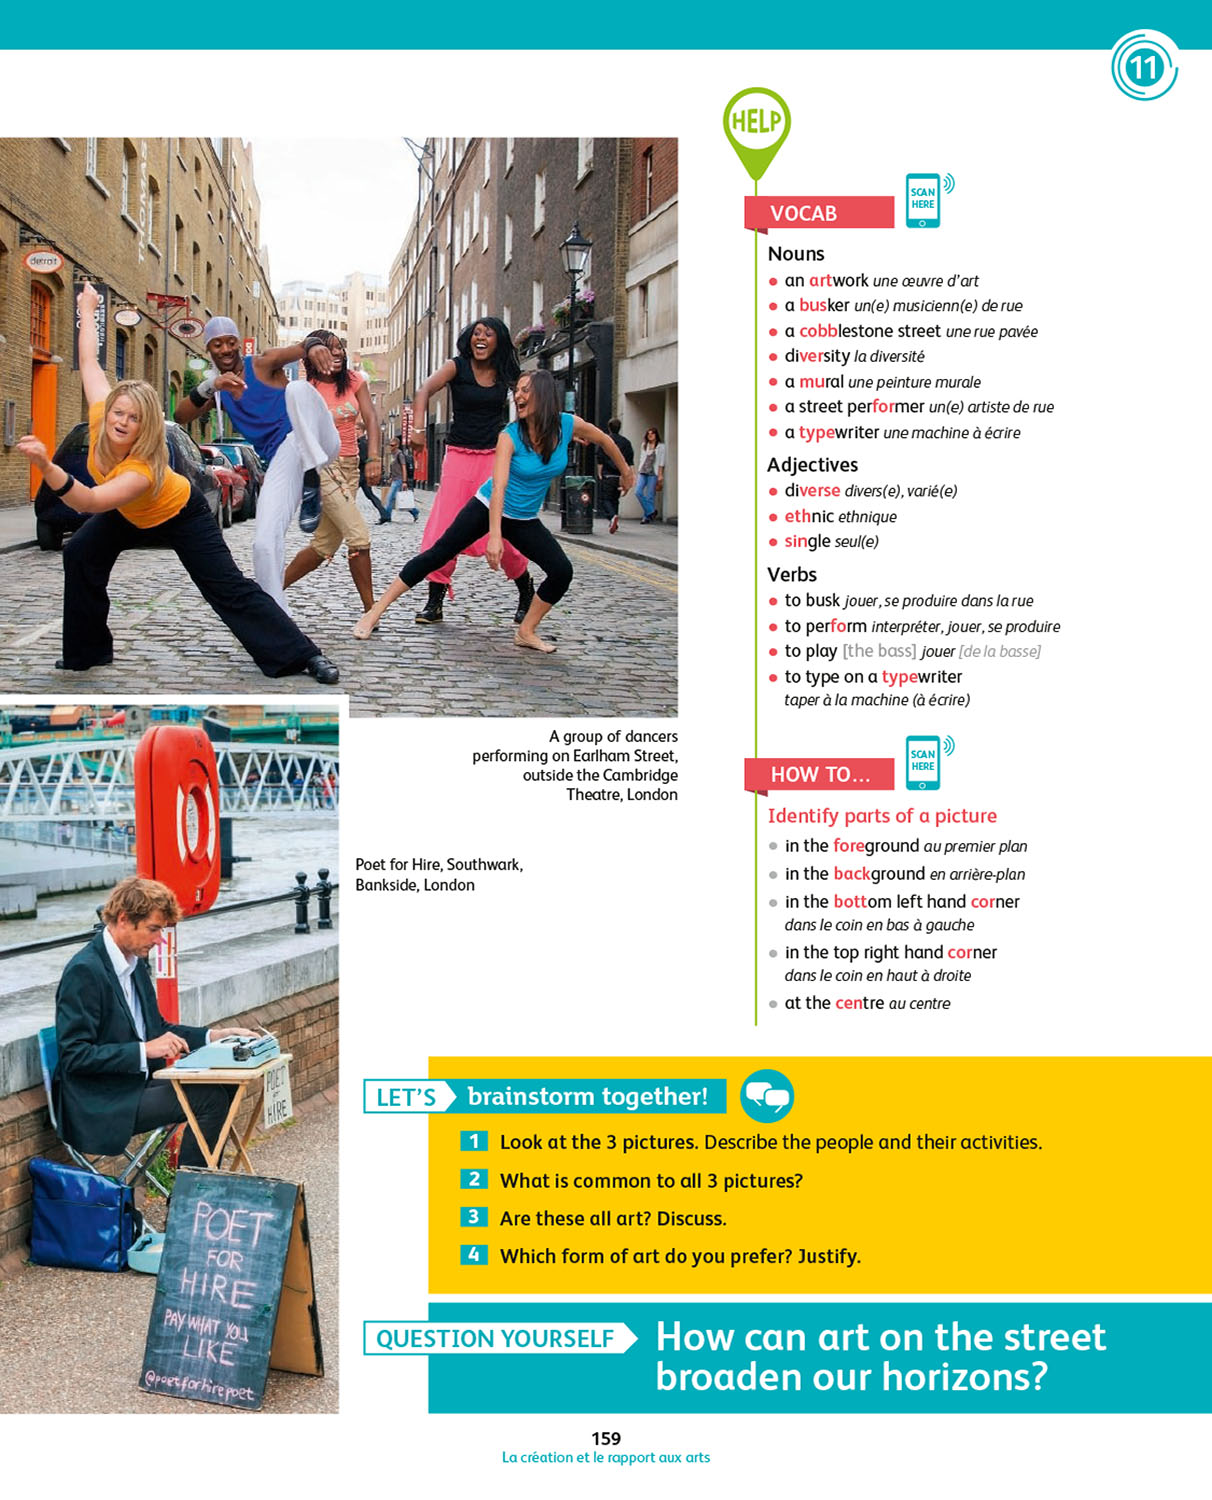 11
HELP
VOCAB
SCAN
HERE
Nouns
• an artwork une œuvre d'art
• a busker un(e) musicienn(e) de rue
• a cobblestone street une rue pavée
• diversity la diversité
• a mural une peinture murale
• a street performer un(e) artiste de rue
• a typewriter une machine à écrire
Adjectives
• diverse divers(e), varié(e)
• ethnic ethnique
• single seul(e)
Verbs
• to busk jouer, se produire dans la rue
• to perform interpréter, jouer, se produire
• to play [the bass] jouer [de la basse]
• to type on a typewriter
taper à la machine (à écrire)
detroit
A group of dancers
performing on Earlham Street,
outside the Cambridge
Theatre, London
Poet for Hire, Southwark,
Bankside, London
HOW TO...
SCAN
HERE
Identify parts of a picture
• in the foreground au premier plan
• in the background en arrière-plan
• in the bottom left hand corner
dans le coin en bas à gauche
• in the top right hand corner
dans le coin en haut à droite
• at the centre au centre
POET
HIRE
POET
FOR
HIRE
PAY WHAT YOU
LIKE
@poetforhirepoet
LET'S brainstorm together!
1 Look at the 3 pictures. Describe the people and their activities.
2 What is common to all 3 pictures?
3 Are these all art? Discuss.
4 Which form of art do you prefer? Justify.
QUESTION YOURSELF How can art on the street
broaden our horizons?
159
La création et le rapport aux arts